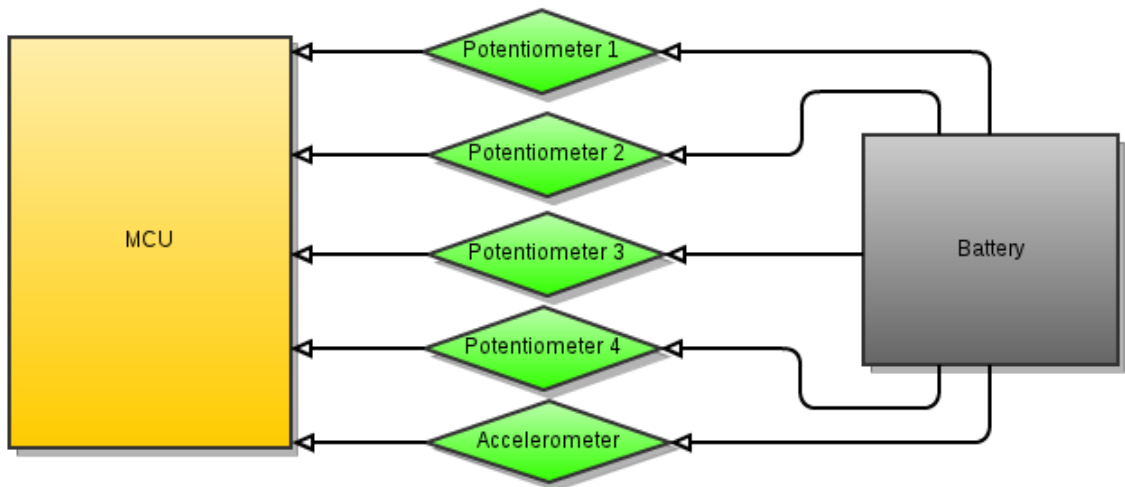 Potentiometer 1
Potentiometer 2
MCU
Potentiometer 3
Battery
Potentiometer 4
Accelerometer